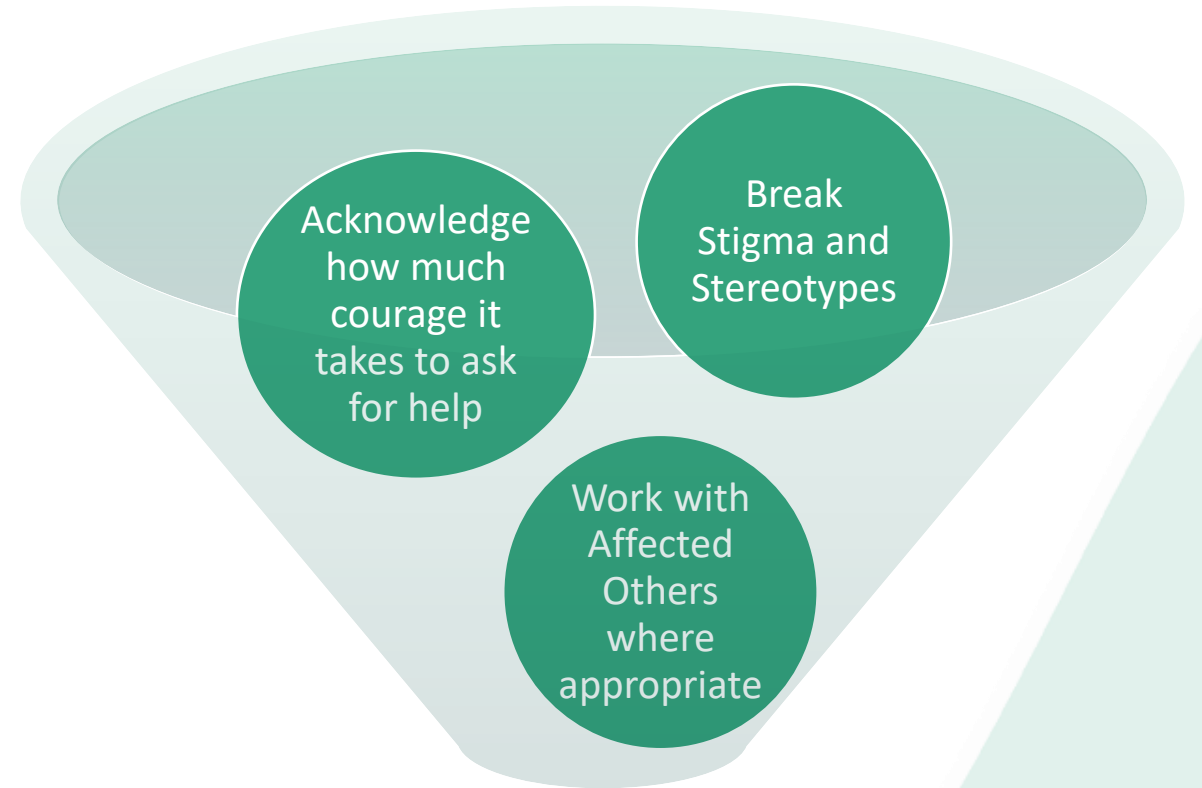 Acknowledge
how much
courage it
takes to ask
for help
Break
Stigma and
Stereotypes
Work with
Affected
Others
where
appropriate